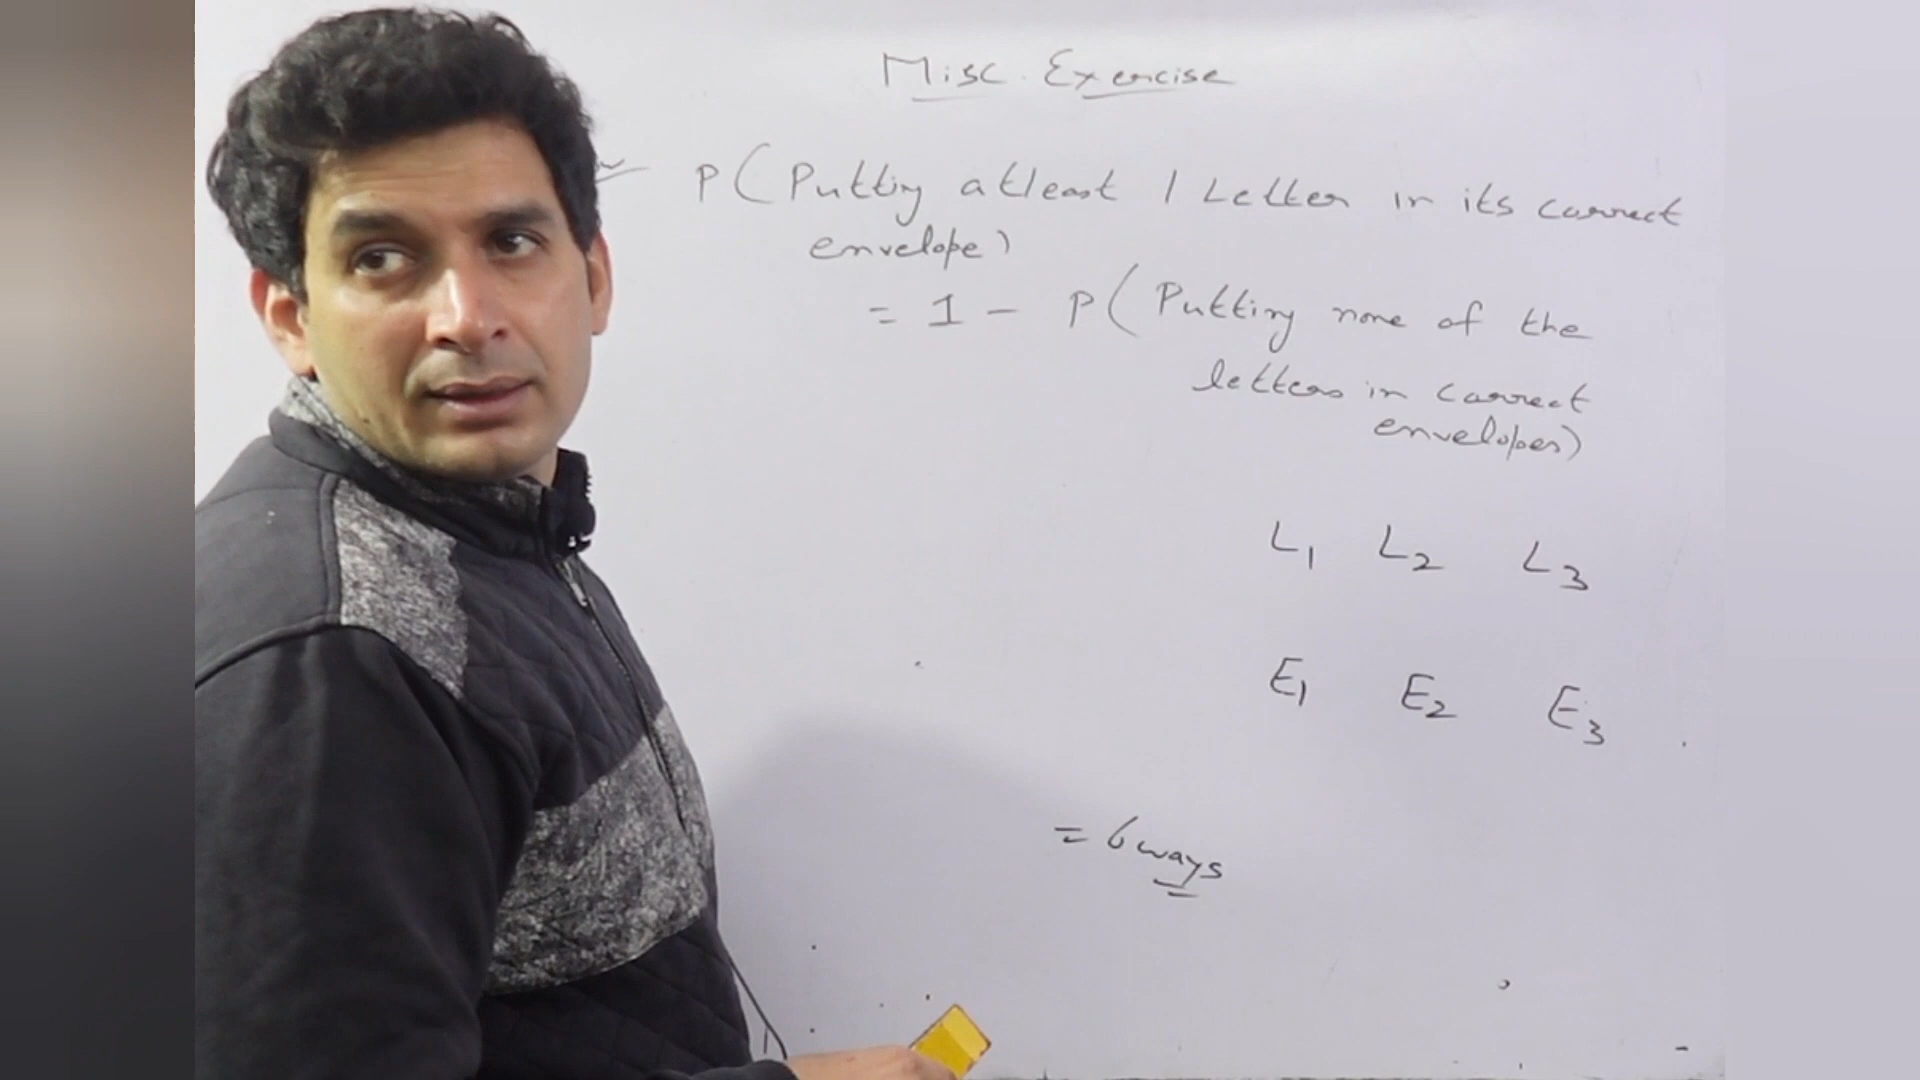 Misc. Exercise
P(Putting atleast 1 Letter in its correct
envelope)
= 1 - P(Putting none of the
letters in correct
envelopes)
L1 L2 L3
E1 E2 E3
= 6 ways